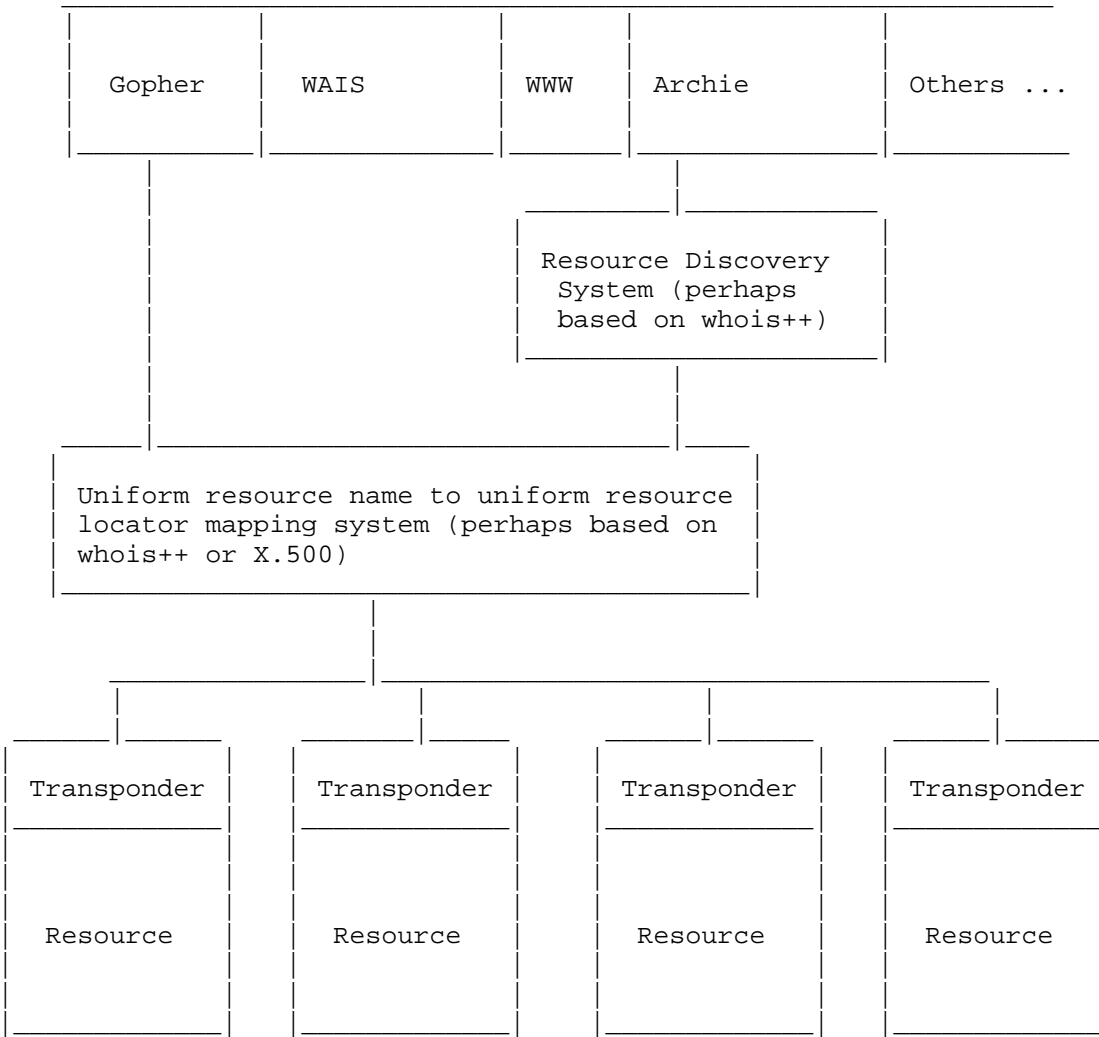 Gopher WAIS WWW Archie Others ...
Resource Discovery
System (perhaps
based on whois++)
Uniform resource name to uniform resource
locator mapping system (perhaps based on
whois++ or X.500)
Transponder Transponder Transponder Transponder
Resource Resource Resource Resource